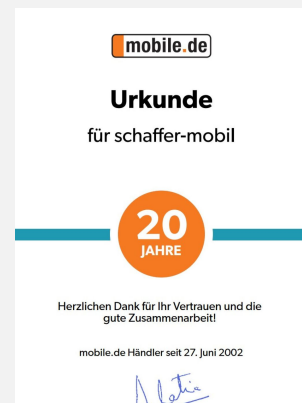 mobile.de
Urkunde
für schaffer-mobil
20
JAHRE
Herzlichen Dank für Ihr Vertrauen und die
gute Zusammenarbeit!
mobile.de Händler seit 27. Juni 2002